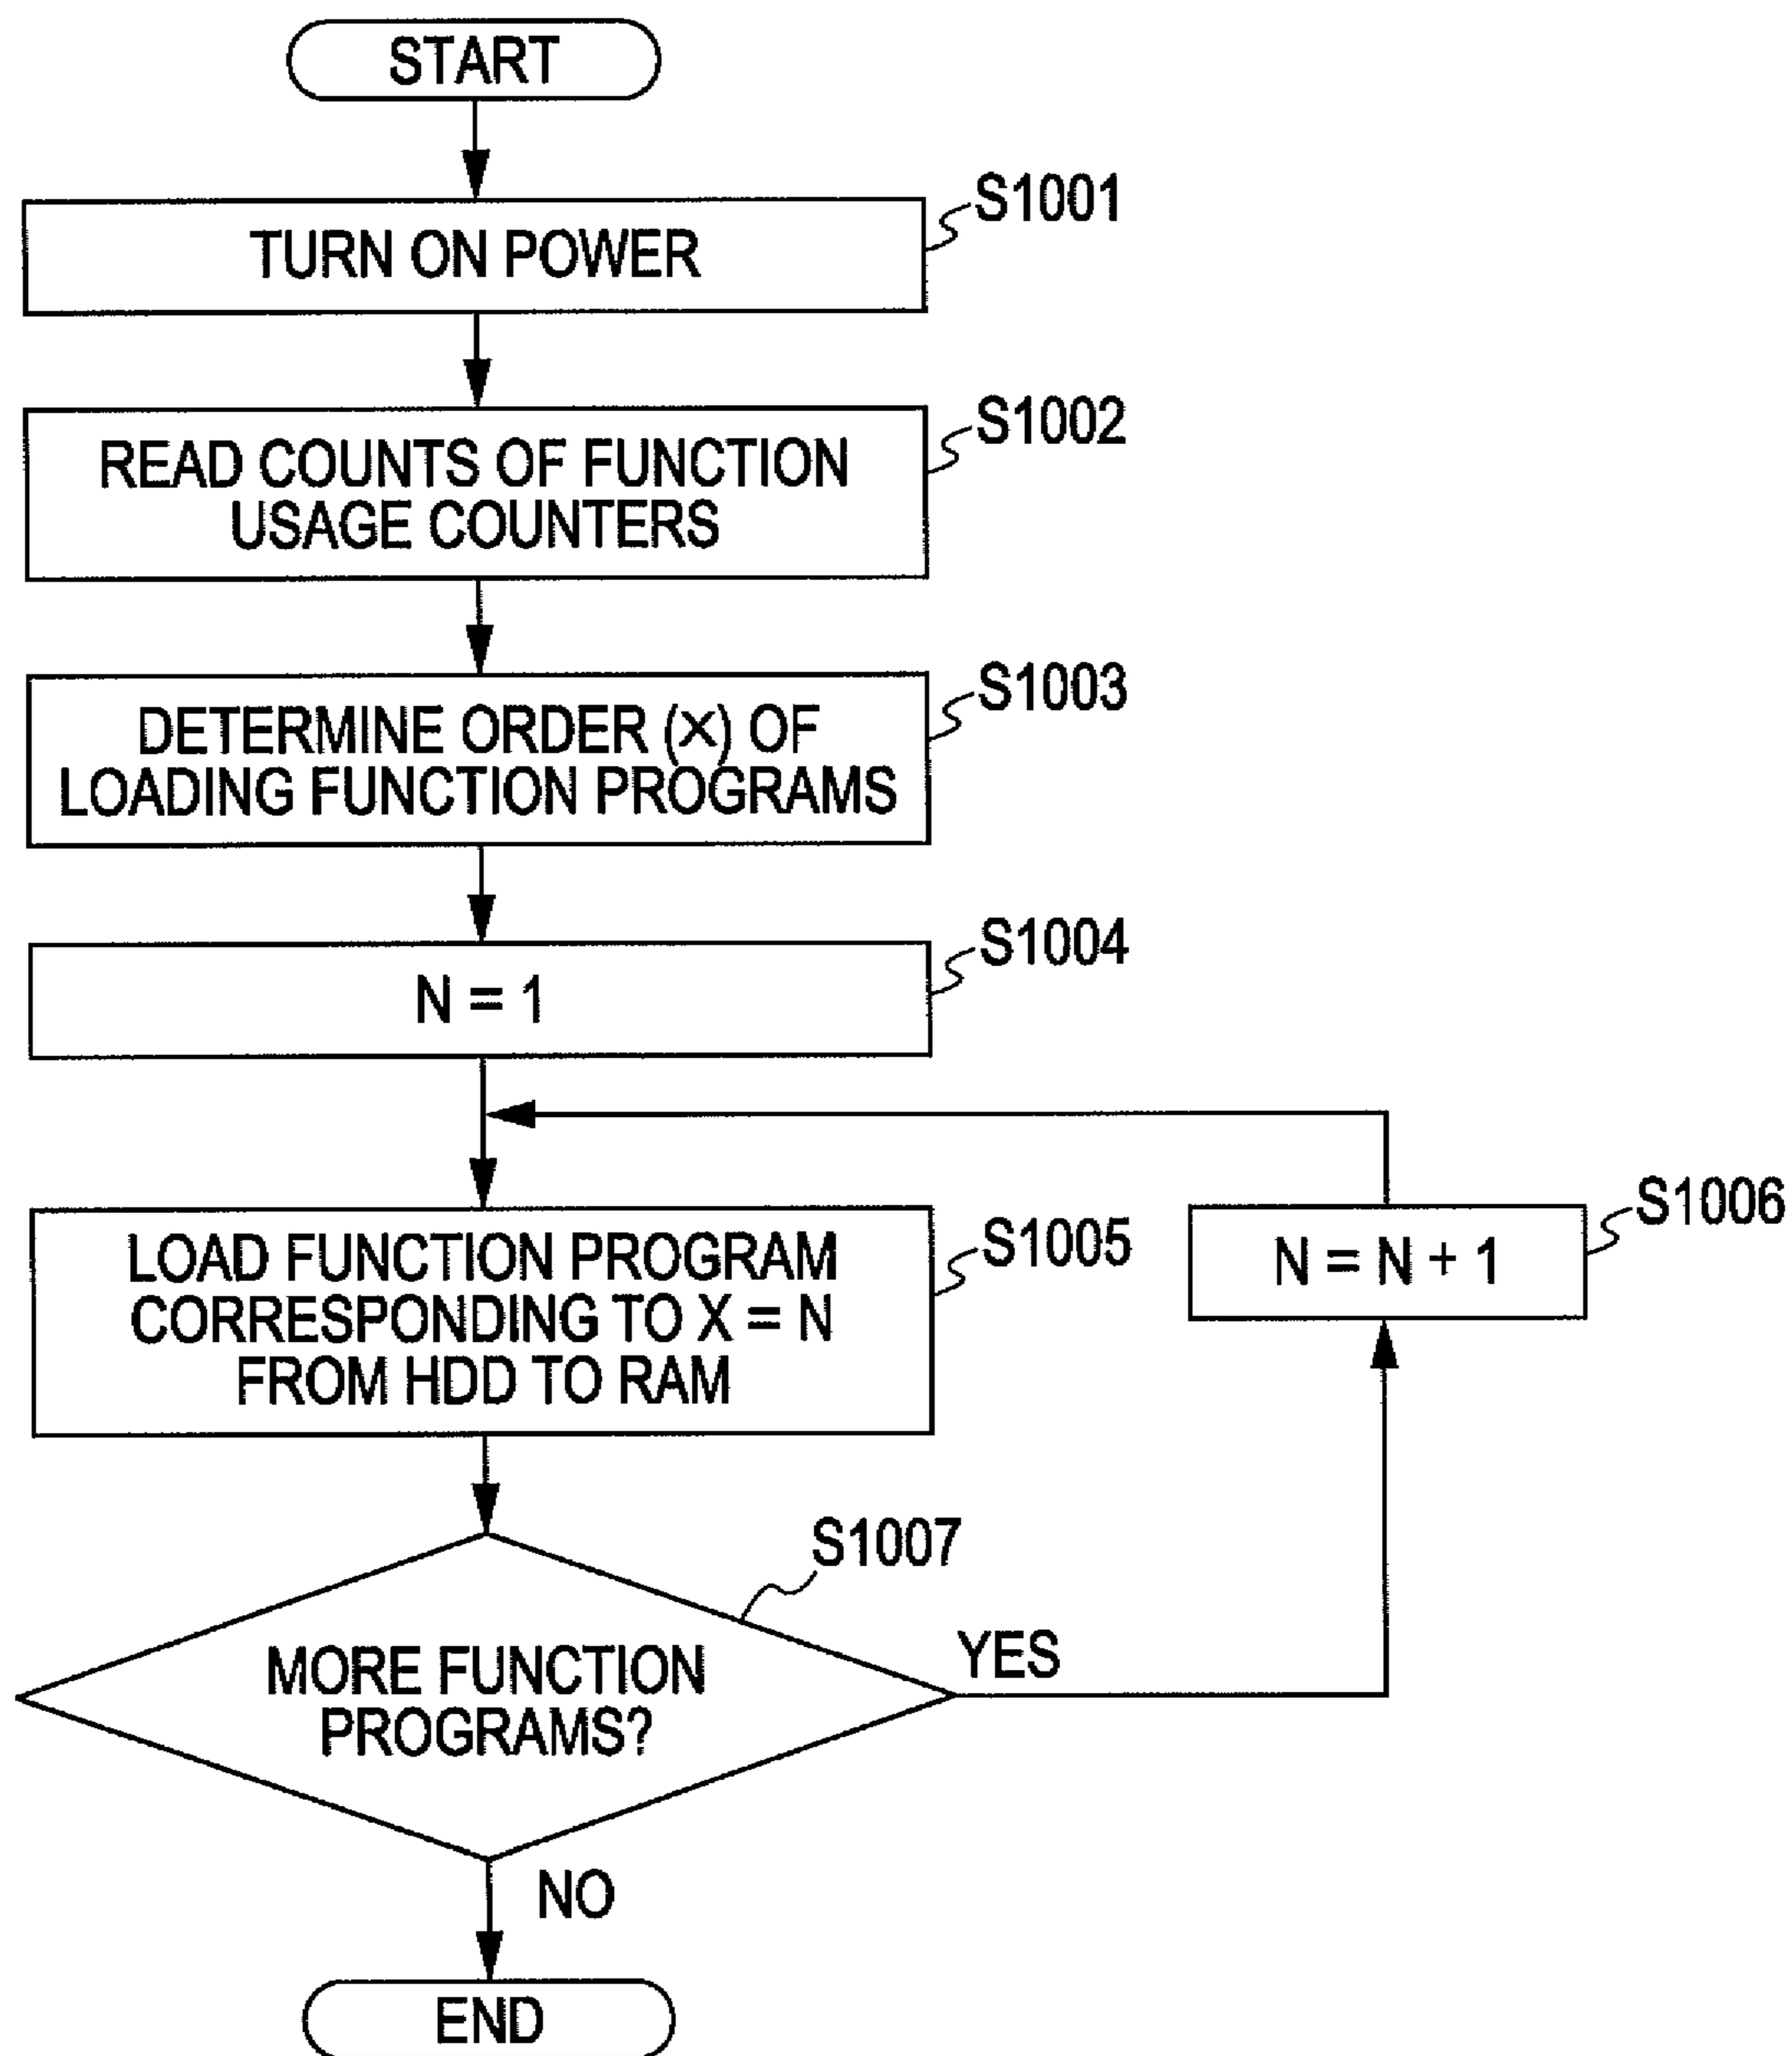 START
S1001
TURN ON POWER
S1002
READ COUNTS OF FUNCTION
USAGE COUNTERS
S1003
DETERMINE ORDER (X) OF
LOADING FUNCTION PROGRAMS
S1004
N = 1
S1005
LOAD FUNCTION PROGRAM
CORRESPONDING TO X = N
FROM HDD TO RAM
S1006
N = N + 1
S1007
MORE FUNCTION
PROGRAMS?
YES
NO
END